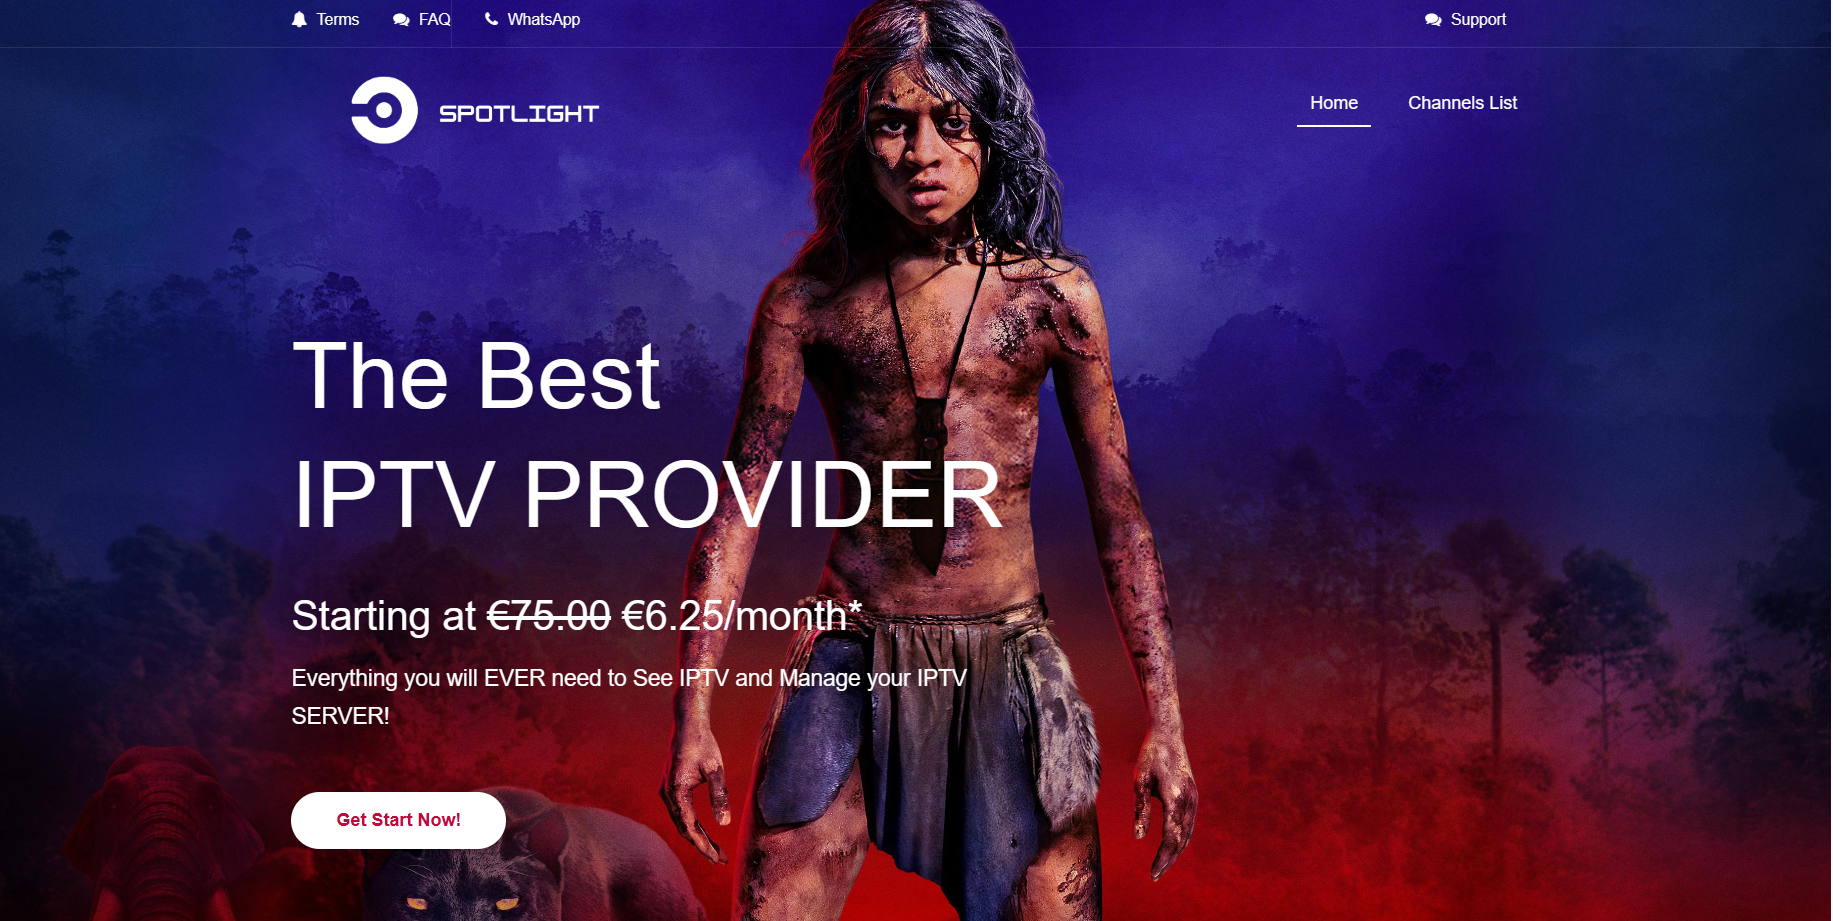 Terms
FAQ
WhatsApp
Support
SPOTLIGHT
Home
Channels List
The Best
IPTV PROVIDER
Starting at €75.00 €6.25/month*
Everything you will EVER need to See IPTV and Manage your IPTV
SERVER!
Get Start Now!